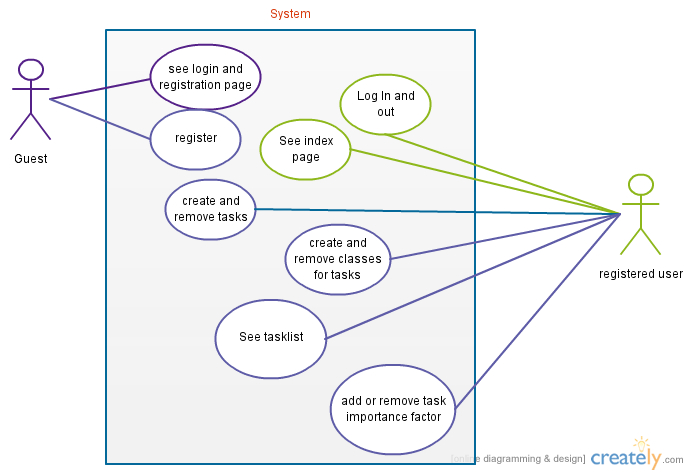 System
see login and
registration page
Log In and
out
register
See index
page
Guest
create and
remove tasks
create and
remove classes
for tasks
registered user
See tasklist
add or remove task
importance factor
[online diagramming & design] creately.com